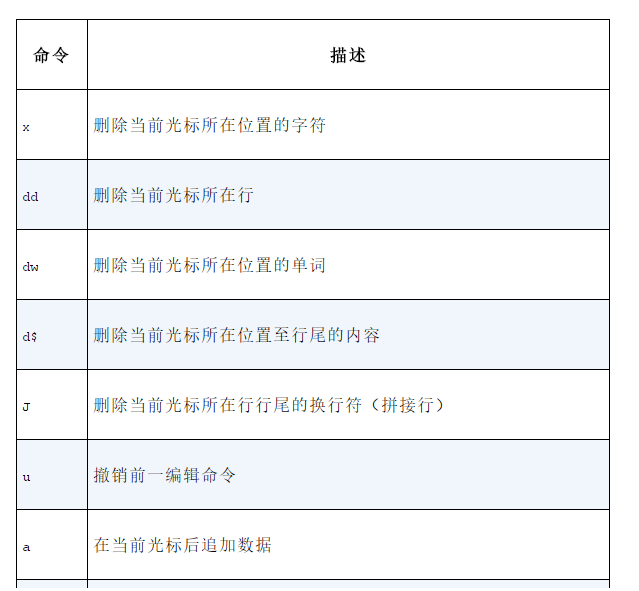 命令 描述
x 删除当前光标所在位置的字符
dd 删除当前光标所在行
dw 删除当前光标所在位置的单词
d$ 删除当前光标所在位置至行尾的内容
J 删除当前光标所在行行尾的换行符（拼接行）
u 撤销前一编辑命令
a 在当前光标后追加数据